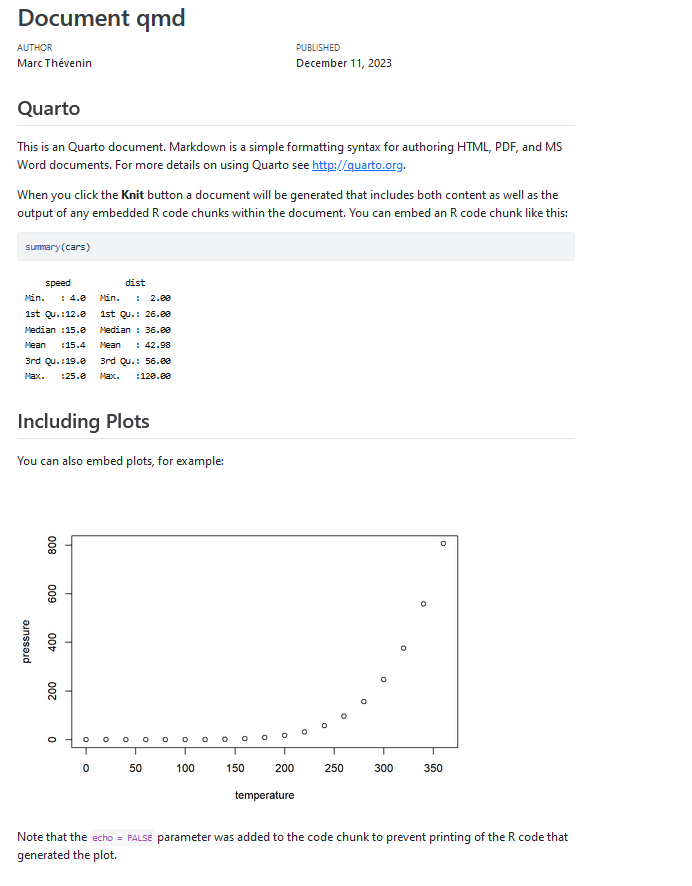 Document qmd
AUTHOR PUBLISHED
Marc Thévenin December 11, 2023
Quarto
This is an Quarto document. Markdown is a simple formatting syntax for authoring HTML, PDF, and MS
Word documents. For more details on using Quarto see http://quarto.org.
When you click the Knit button a document will be generated that includes both content as well as the
output of any embedded R code chunks within the document. You can embed an R code chunk like this:
summary(cars)
speed dist
Min. : 4.0 Min. : 2.00
1st Qu.:12.0 1st Qu.: 26.00
Median :15.0 Median : 36.00
Mean :15.4 Mean : 42.98
3rd Qu.:19.0 3rd Qu.: 56.00
Max. :25.0 Max. :120.00
Including Plots
You can also embed plots, for example:
800
600
400
200
0
pressure
0 50 100 150 200 250 300 350
temperature
Note that the echo = FALSE parameter was added to the code chunk to prevent printing of the R code that
generated the plot.